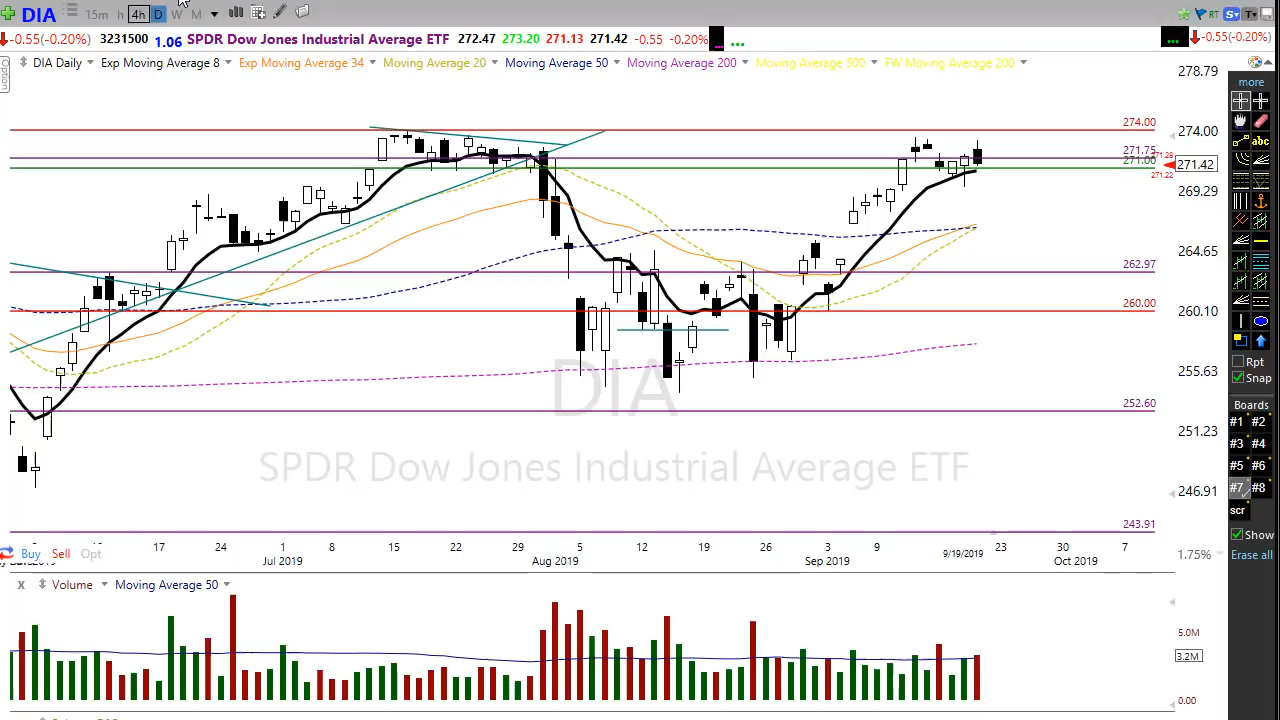 DIA 15m h 4h D W M RT S T
-0.55(-0.20%) 3231500 1.06 SPDR Dow Jones Industrial Average ETF 272.47 273.20 271.13 271.42 -0.55 -0.20% ... ... -0.55(-0.20%)
Option
DIA Daily Exp Moving Average 8 Exp Moving Average 34 Moving Average 20 Moving Average 50 Moving Average 200 Moving Average 500 FW Moving Average 200
278.79
more
274.00
274.00
abc
271.75
271.28
271.00
271.42
271.22
269.29
264.65
262.97
260.00
260.10
Rpt
Snap
DIA
255.63
252.60
Boards
#1 #2
251.23
#3 #4
SPDR Dow Jones Industrial Average ETF
#5 #6
246.91
#7 #8
scr
243.91
Show
17 24 1 8 15 22 29 5 12 19 26 3 9 9/19/2019 23 30 7
Buy Sell Opt
1.75%
Erase all
Jul 2019 Aug 2019 Sep 2019 Oct 2019
X Volume Moving Average 50
5.0M
3.2M
0.00